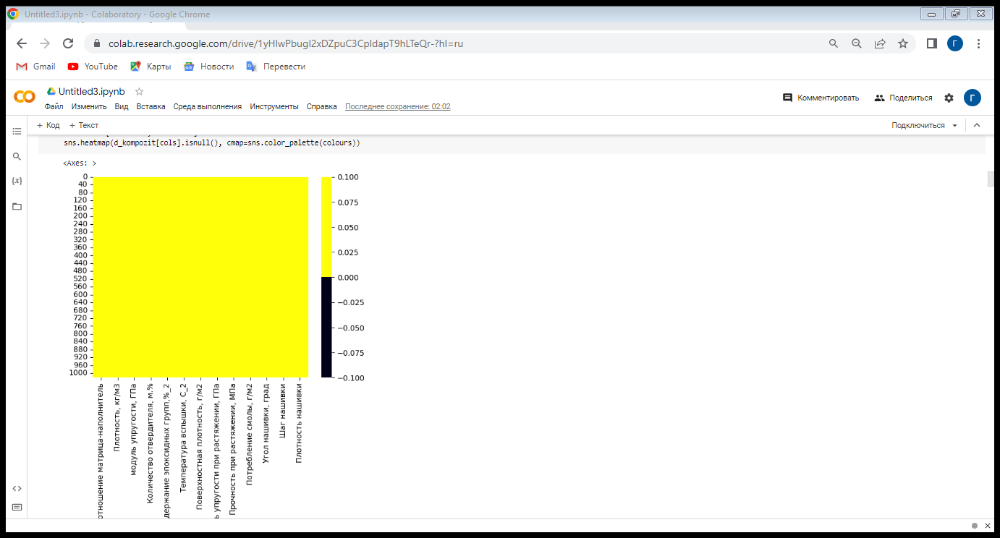 Untitled3.ipynb - Colaboratory - Google Chrome
colab.research.google.com/drive/1yHlwPbugI2xDZpuC3CpIdapT9hLTeQr-?hl=ru
Г
Gmail
YouTube
Карты
Новости
Перевести
Untitled3.ipynb
Комментировать
Поделиться
Г
Файл Изменить Вид Вставка Среда выполнения Инструменты Справка Последнее сохранение: 02:02
+ Код + Текст
Подключиться
sns.heatmap(d_kompozit[cols].isnull(), cmap=sns.color_palette(colours))
<Axes: >
{x}
0
40
80
120
160
200
240
280
320
360
400
440
480
520
560
600
640
680
720
760
800
840
880
920
960
1000
0.100
0.075
0.050
0.025
0.000
−0.025
−0.050
−0.075
−0.100
отношение матрица-наполнитель
Плотность, кг/м3
модуль упругости, ГПа
Количество отвердителя, м.%
держание эпоксидных групп,%_2
Температура вспышки, С_2
Поверхностная плотность, г/м2
ь упругости при растяжении, ГПа
Прочность при растяжении, МПа
Потребление смолы, г/м2
Угол нашивки, град
Шаг нашивки
Плотность нашивки